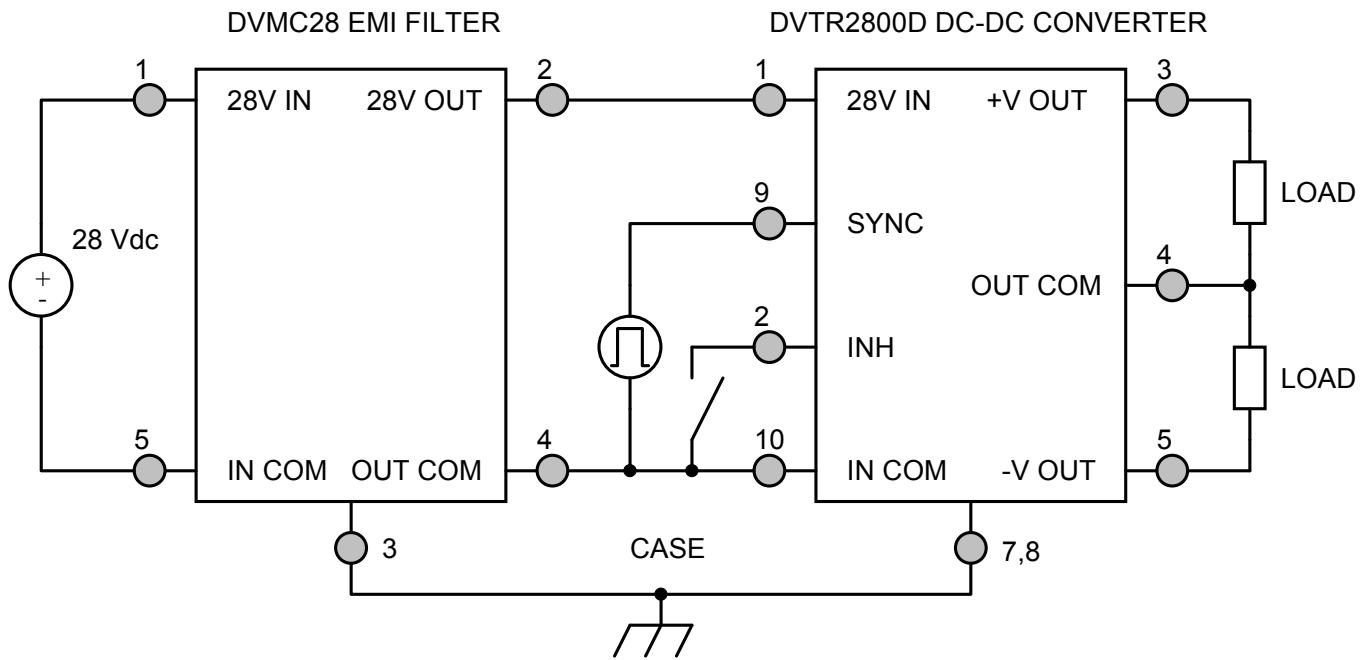 DVMC28 EMI FILTER
DVTR2800D DC-DC CONVERTER
1
2
1
3
28V IN
28V OUT
28V IN
+V OUT
9
LOAD
SYNC
28 Vdc
4
+
-
OUT COM
2
INH
LOAD
5
4
10
5
IN COM
OUT COM
IN COM
-V OUT
3
CASE
7,8